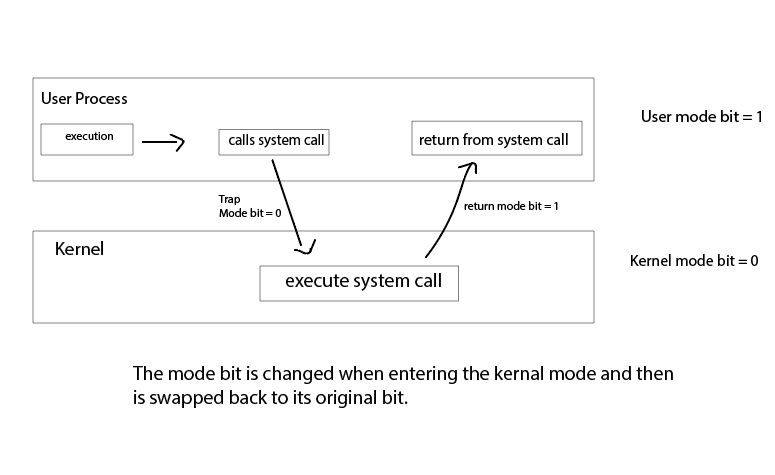 User Process
User mode bit = 1
execution
calls system call
return from system call
Trap
Mode bit = 0
return mode bit = 1
Kernel
Kernel mode bit = 0
execute system call
The mode bit is changed when entering the kernal mode and then
is swapped back to its original bit.